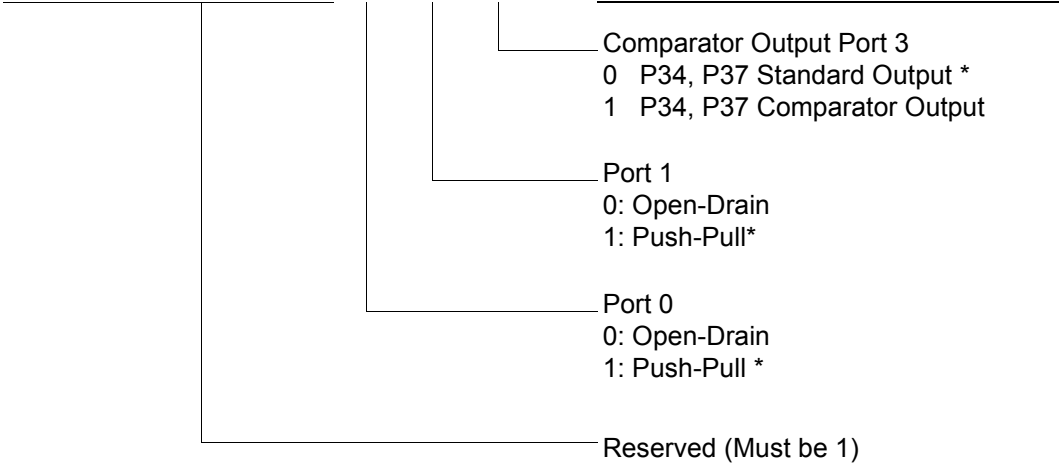 Comparator Output Port 3
0 P34, P37 Standard Output *
1 P34, P37 Comparator Output
Port 1
0: Open-Drain
1: Push-Pull*
Port 0
0: Open-Drain
1: Push-Pull *
Reserved (Must be 1)